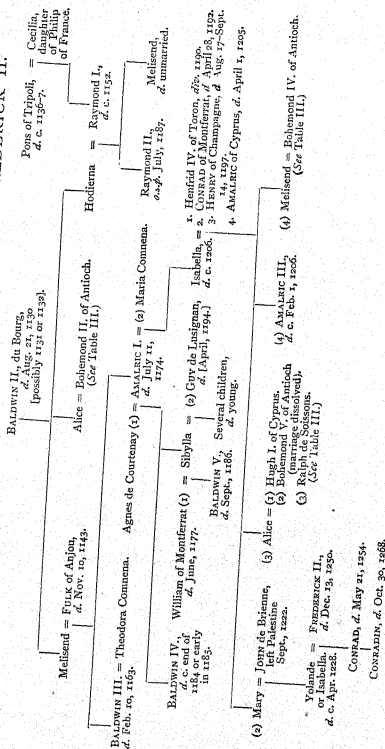 BALDWIN II., du Bourg,
d. Aug. 21, 1130
[possibly 1131 or 1132].
Pons of Tripoli, = Cecilia,
d. c. 1136-7. daughter
of Philip
of France.
Melisend = FULK of Anjou,
d. Nov. 10, 1143.
Alice = Bohemond II. of Antioch.
(See Table III.)
Hodierna = Raymond I.,
d. c. 1152.
BALDWIN III. = Theodora Comnena.
d. Feb. 10, 1163.
Agnes de Courtenay (1) = AMALRIC I. = (2) Maria Comnena.
d. July 11,
1174.
Raymond II.,
o.s.p. July, 1187.
Melisend,
d. unmarried.
BALDWIN IV.,
d. c. end of
1184 or early
in 1185.
William of Montferrat (1) = Sibylla = (2) GUY de Lusignan,
d. June, 1177. d. [April, 1194.]
Isabella, =
d. c. 1206.
1. Henfrid IV. of Toron, div. 1190.
2. CONRAD of Montferrat, d. April 28, 1192.
3. HENRY of Champagne, d. Aug. 17-Sept.
14, 1197.
4. AMALRIC of Cyprus, d. April 1, 1205.
BALDWIN V.,
d. Sept., 1186.
Several children,
d. young.
(2) Mary = JOHN de Brienne,
left Palestine
Sept., 1222.
(3) Alice = (1) Hugh I. of Cyprus.
(2) Bohemond V. of Antioch
(marriage dissolved),
(3) Ralph de Soissons.
(See Table III.)
(4) AMALRIC III.,
d. c. Feb. 1, 1206.
(4) Melisend = Bohemond IV. of Antioch.
(See Table III.)
Yolande = FREDERICK II.,
or Isabella. d. Dec. 13, 1250.
d. c. Apr. 1228.
CONRAD, d. May 21, 1254.
CONRADIN, d. Oct. 30, 1268.